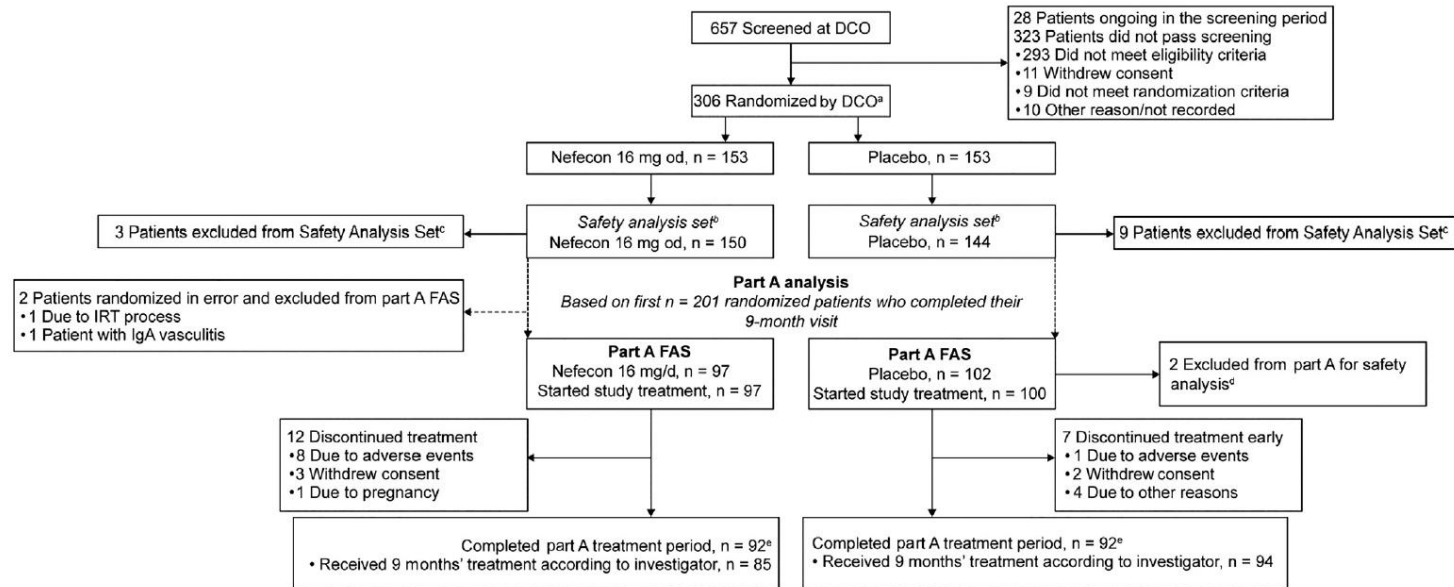 657 Screened at DCO
28 Patients ongoing in the screening period
323 Patients did not pass screening
•293 Did not meet eligibility criteria
•11 Withdrew consent
•9 Did not meet randomization criteria
•10 Other reason/not recorded
306 Randomized by DCOᵃ
Nefecon 16 mg od, n = 153
Placebo, n = 153
3 Patients excluded from Safety Analysis Setᶜ
Safety analysis setᵇ
Nefecon 16 mg od, n = 150
Safety analysis setᵇ
Placebo, n = 144
9 Patients excluded from Safety Analysis Setᶜ
Part A analysis
Based on first n = 201 randomized patients who completed their
9-month visit
2 Patients randomized in error and excluded from part A FAS
•1 Due to IRT process
•1 Patient with IgA vasculitis
Part A FAS
Nefecon 16 mg/d, n = 97
Started study treatment, n = 97
Part A FAS
Placebo, n = 102
Started study treatment, n = 100
2 Excluded from part A for safety
analysisᵈ
12 Discontinued treatment
•8 Due to adverse events
•3 Withdrew consent
•1 Due to pregnancy
7 Discontinued treatment early
•1 Due to adverse events
•2 Withdrew consent
•4 Due to other reasons
Completed part A treatment period, n = 92ᵉ
• Received 9 months' treatment according to investigator, n = 85
Completed part A treatment period, n = 92ᵉ
• Received 9 months' treatment according to investigator, n = 94